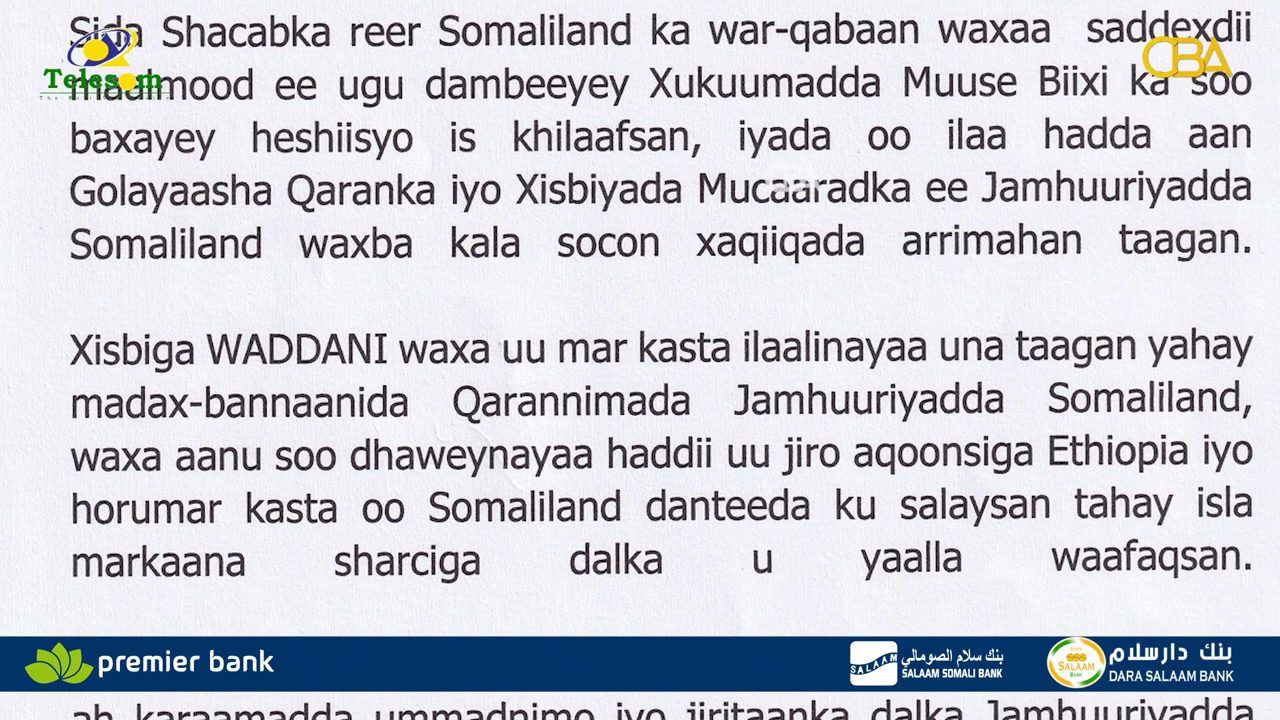 Sida Shacabka reer Somaliland ka war-qabaan waxaa saddexdii
maalmood ee ugu dambeeyey Xukuumadda Muuse Biixi ka soo
baxayey heshiisyo is khilaafsan, iyada oo ilaa hadda aan
Golayaasha Qaranka iyo Xisbiyada Mucaaradka ee Jamhuuriyadda
Somaliland waxba kala socon xaqiiqada arrimahan taagan.
Xisbiga WADDANI waxa uu mar kasta ilaalinayaa una taagan yahay
madax-bannaanida Qarannimada Jamhuuriyadda Somaliland,
waxa aanu soo dhaweynayaa haddii uu jiro aqoonsiga Ethiopia iyo
horumar kasta oo Somaliland danteeda ku salaysan tahay isla
markaana sharciga dalka u yaalla waafaqsan.
ah karaamadda ummadnimo iyo jiritaanka dalka Jamhuuriyadda
Telesom
CBA
premier bank
SALAAM
بنك سلام الصومالي
SALAAM SOMALI BANK
DARA
SALAAM
BANK
بنك دارسلام
DARA SALAAM BANK